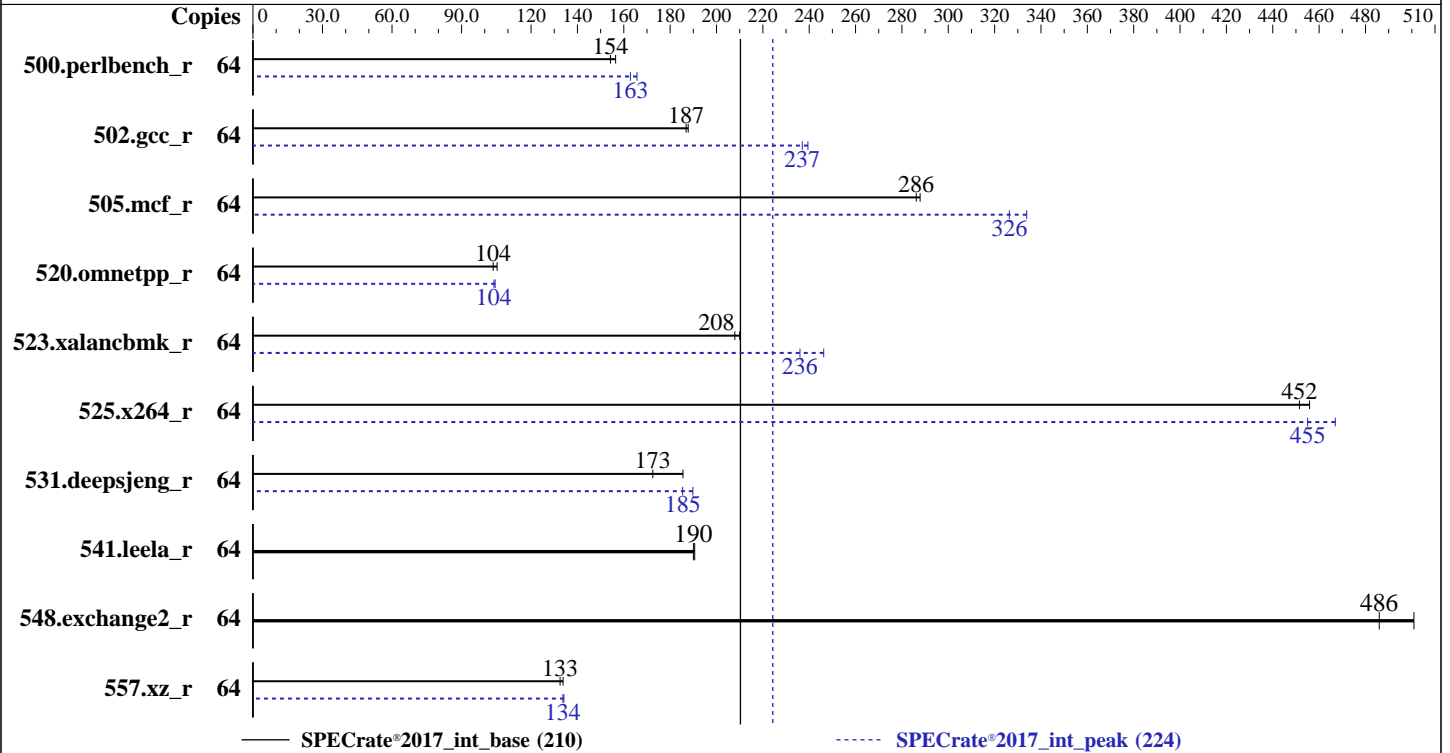 Copies 0 30.0 60.0 90.0 120 140 160 180 200 220 240 260 280 300 320 340 360 380 400 420 440 460 480 510
154
500.perlbench_r 64
163
187
502.gcc_r 64
237
286
505.mcf_r 64
326
104
520.omnetpp_r 64
104
208
523.xalancbmk_r 64
236
452
525.x264_r 64
455
173
531.deepsjeng_r 64
185
190
541.leela_r 64
486
548.exchange2_r 64
133
557.xz_r 64
134
SPECrate®2017_int_base (210) SPECrate®2017_int_peak (224)